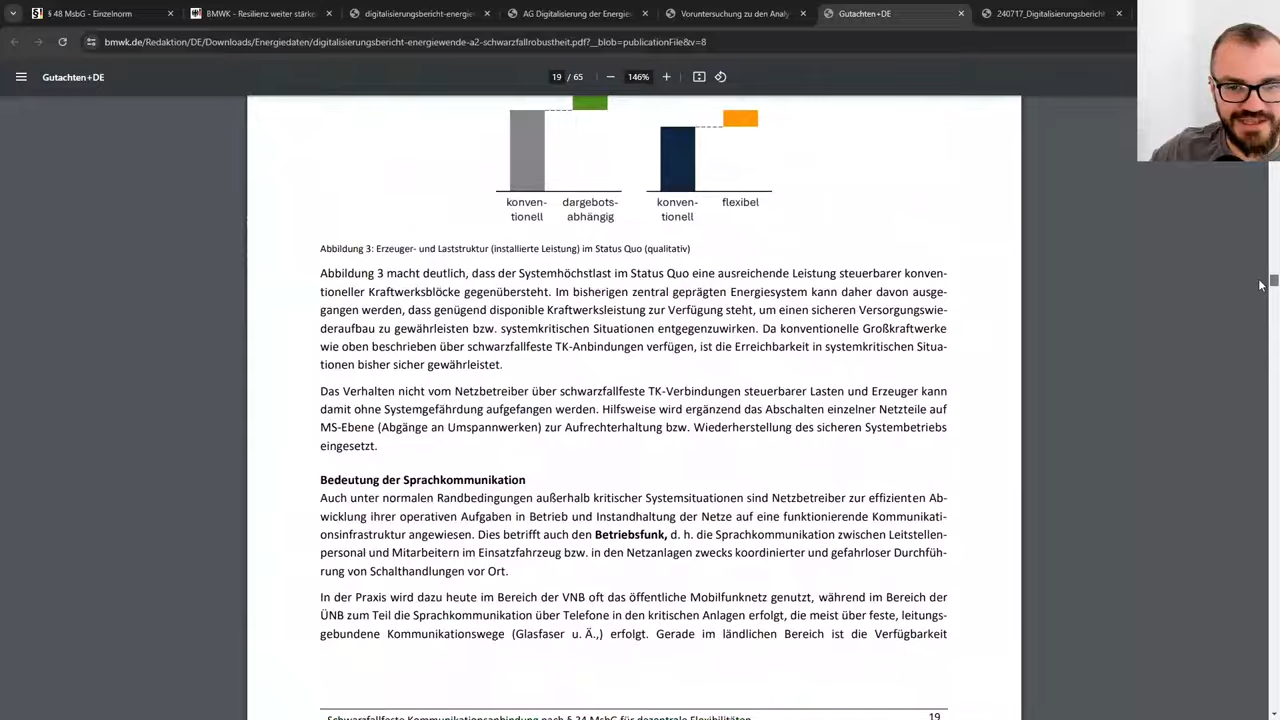 § 48 MsbG - Einzelnorm
BMWK - Resilienz weiter stärke
digitalisierungsbericht-energie
AG Digitalisierung der Energie
Voruntersuchung zu den Analy
Gutachten+DE
240717_Digitalisierungsbericht
bmwk.de/Redaktion/DE/Downloads/Energiedaten/digitalisierungsbericht-energiewende-a2-schwarzfallrobustheit.pdf?__blob=publicationFile&v=8
Gutachten+DE
19 / 65
146%
konven-
tionell
dargebots-
abhängig
konven-
tionell
flexibel
Abbildung 3: Erzeuger- und Laststruktur (installierte Leistung) im Status Quo (qualitativ)
Abbildung 3 macht deutlich, dass der Systemhöchstlast im Status Quo eine ausreichende Leistung steuerbarer konven-
tioneller Kraftwerksblöcke gegenübersteht. Im bisherigen zentral geprägten Energiesystem kann daher davon ausge-
gangen werden, dass genügend disponible Kraftwerksleistung zur Verfügung steht, um einen sicheren Versorgungswie-
deraufbau zu gewährleisten bzw. systemkritischen Situationen entgegenzuwirken. Da konventionelle Großkraftwerke
wie oben beschrieben über schwarzfallfeste TK-Anbindungen verfügen, ist die Erreichbarkeit in systemkritischen Situa-
tionen bisher sicher gewährleistet.
Das Verhalten nicht vom Netzbetreiber über schwarzfallfeste TK-Verbindungen steuerbarer Lasten und Erzeuger kann
damit ohne Systemgefährdung aufgefangen werden. Hilfsweise wird ergänzend das Abschalten einzelner Netzteile auf
MS-Ebene (Abgänge an Umspannwerken) zur Aufrechterhaltung bzw. Wiederherstellung des sicheren Systembetriebs
eingesetzt.
Bedeutung der Sprachkommunikation
Auch unter normalen Randbedingungen außerhalb kritischer Systemsituationen sind Netzbetreiber zur effizienten Ab-
wicklung ihrer operativen Aufgaben in Betrieb und Instandhaltung der Netze auf eine funktionierende Kommunikati-
onsinfrastruktur angewiesen. Dies betrifft auch den Betriebsfunk, d. h. die Sprachkommunikation zwischen Leitstellen-
personal und Mitarbeitern im Einsatzfahrzeug bzw. in den Netzanlagen zwecks koordinierter und gefahrloser Durchfüh-
rung von Schalthandlungen vor Ort.
In der Praxis wird dazu heute im Bereich der VNB oft das öffentliche Mobilfunknetz genutzt, während im Bereich der
ÜNB zum Teil die Sprachkommunikation über Telefone in den kritischen Anlagen erfolgt, die meist über feste, leitungs-
gebundene Kommunikationswege (Glasfaser u. Ä.,) erfolgt. Gerade im ländlichen Bereich ist die Verfügbarkeit
Schwarzfallfeste Kommunikationsanbindung nach § 34 MsbG für dezentrale Flexibilitäten
19